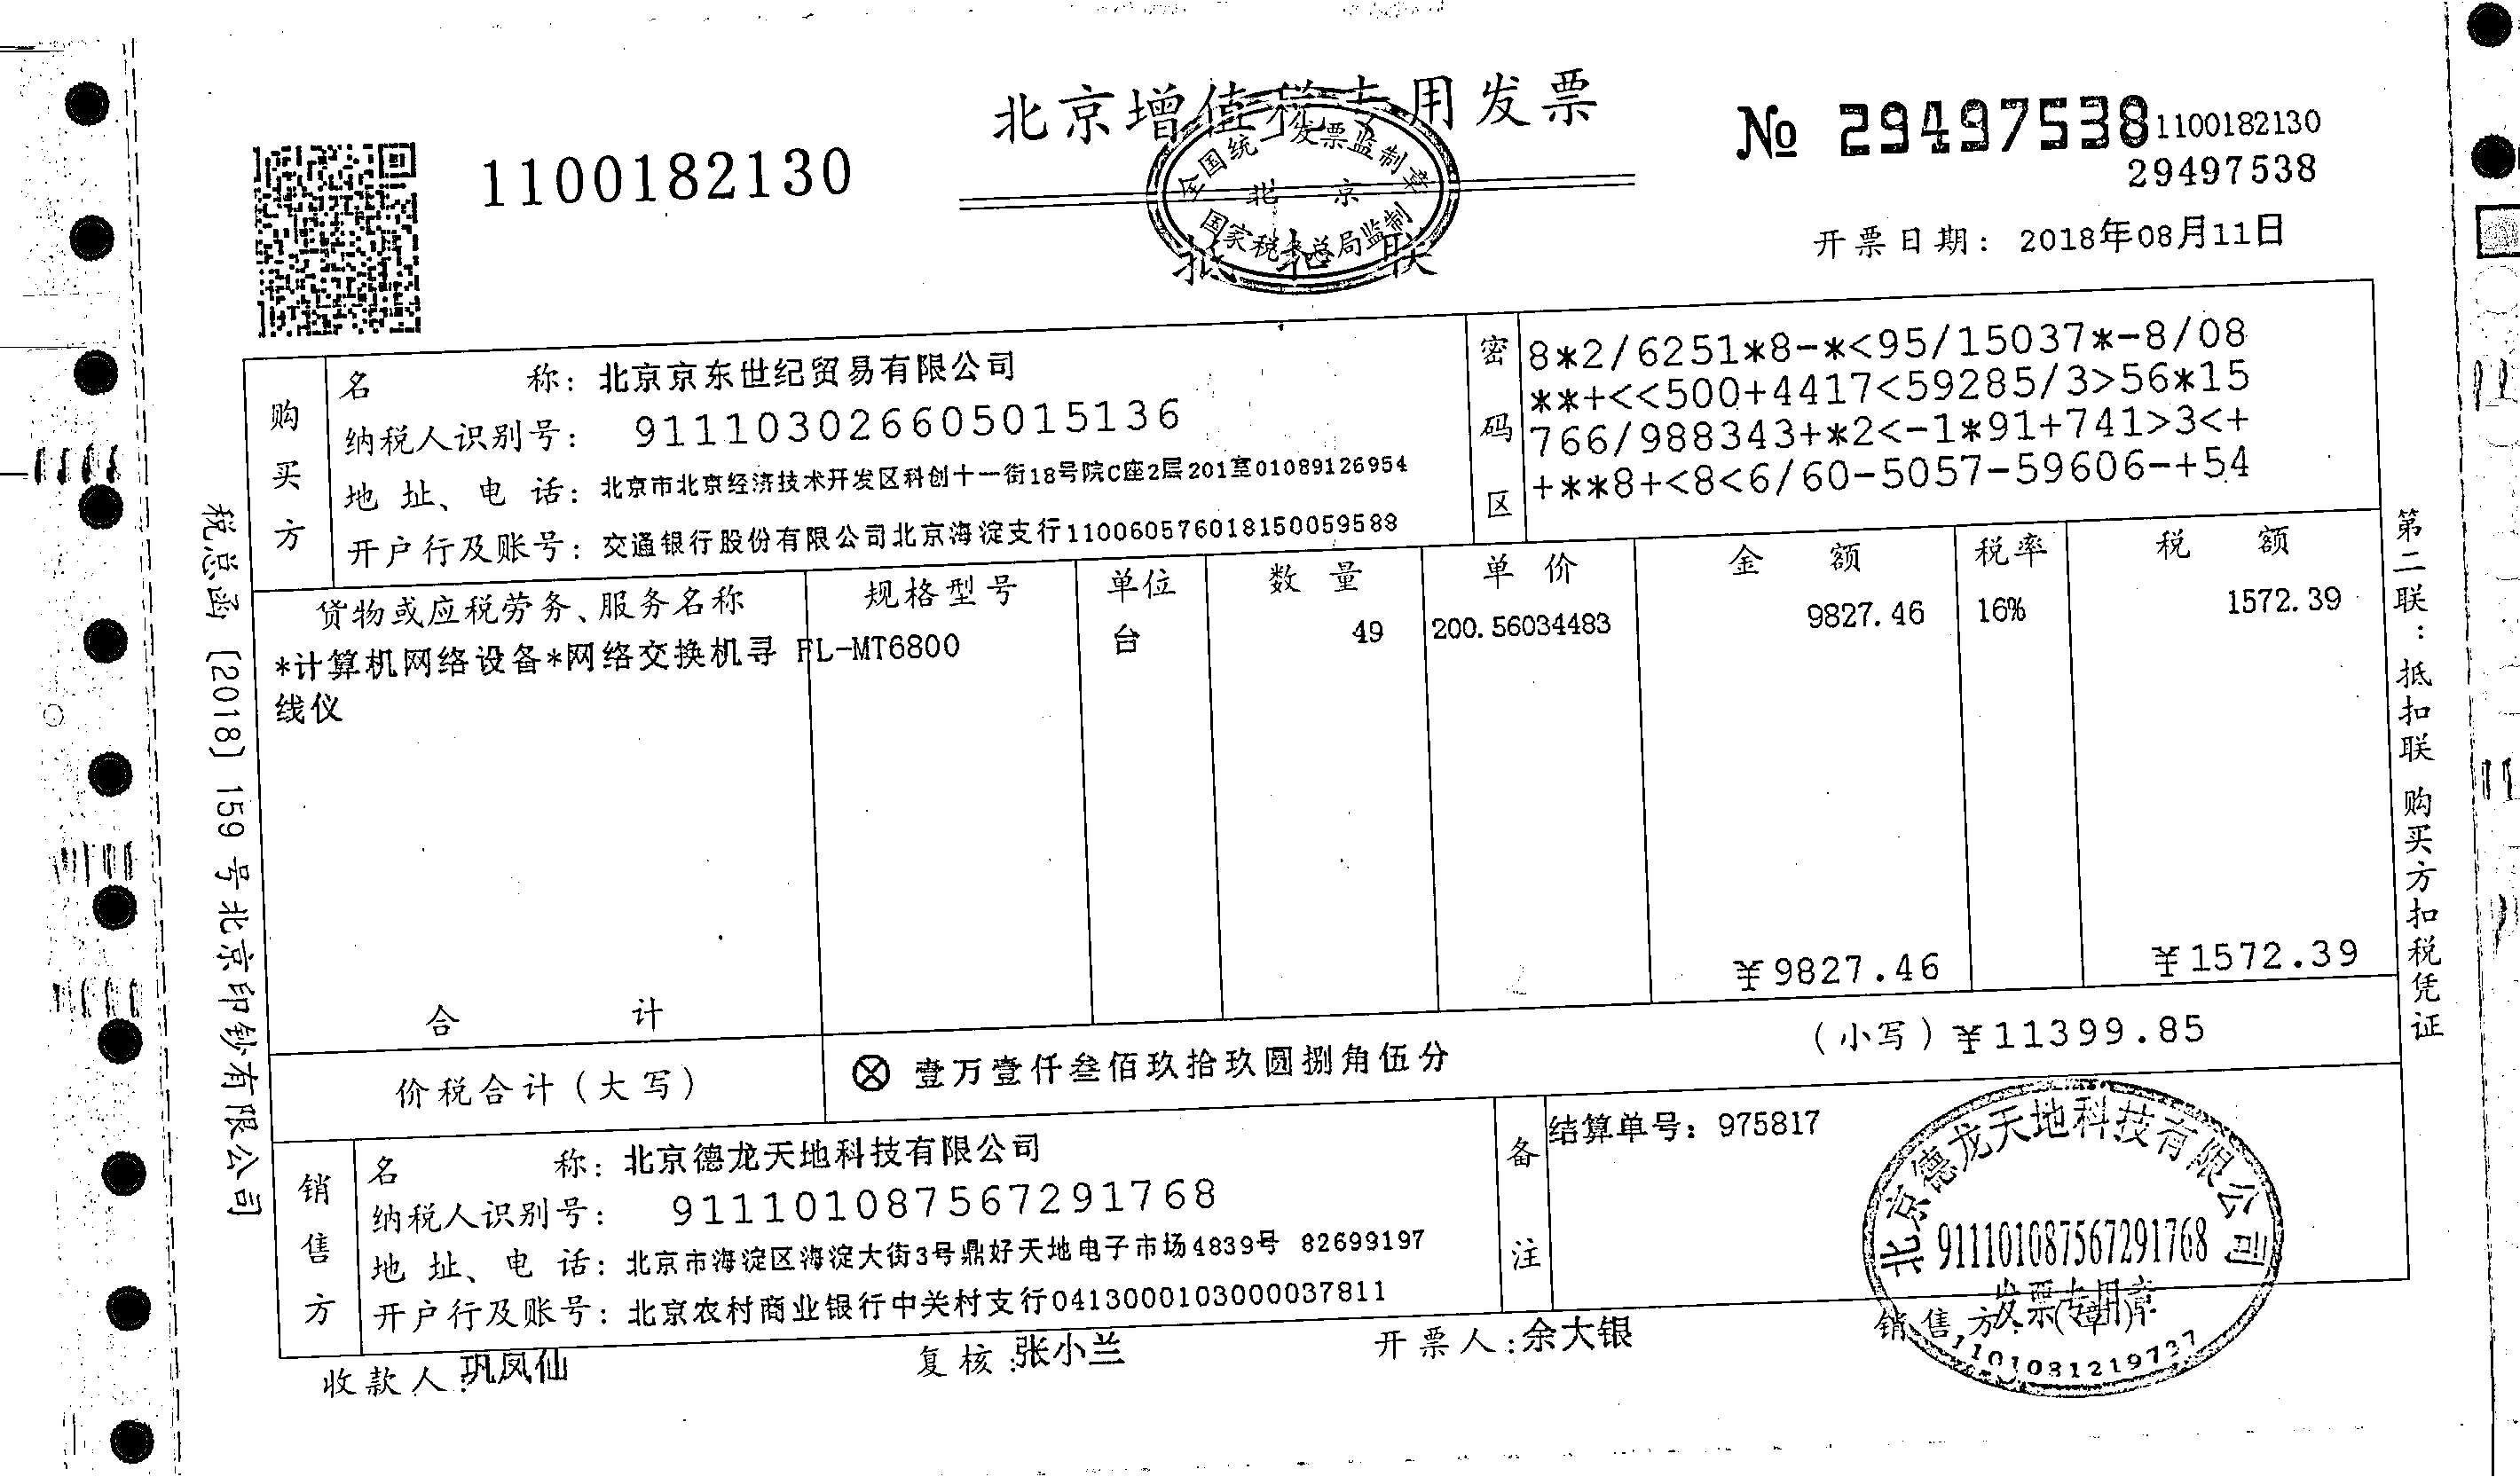 北京增值税专用发票
1100182130
№ 29497538
1100182130
29497538
全国统一发票监制章
北京
国家税务总局监制
抵扣联
开票日期: 2018年08月11日
购买方
名称: 北京京东世纪贸易有限公司
纳税人识别号: 911103026605015136
地址、电话: 北京市北京经济技术开发区科创十一街18号院C座2层201室01089126954
开户行及账号: 交通银行股份有限公司北京海淀支行110060576018150059588
密码区
8*2/6251*8-*<95/15037*-8/08
**+<<500+4417<59285/3>56*15
766/988343+*2<-1*91+741>3<+
+**8+<8<6/60-5057-59606-+54
货物或应税劳务、服务名称 规格型号 单位 数量 单价 金额 税率 税额
*计算机网络设备*网络交换机寻 FL-MT6800 台 49 200.56034483 9827.46 16% 1572.39
线仪
合计 ¥9827.46 ¥1572.39
价税合计(大写) ⊗ 壹万壹仟叁佰玖拾玖圆捌角伍分 (小写)¥11399.85
销售方
名称: 北京德龙天地科技有限公司
纳税人识别号: 911101087567291768
地址、电话: 北京市海淀区海淀大街3号鼎好天地电子市场4839号 82699197
开户行及账号: 北京农村商业银行中关村支行0413000103000037811
备注
结算单号: 975817
收款人: 巩凤仙 复核: 张小兰 开票人: 余大银 销售方:(章)
北京德龙天地科技有限公司
911101087567291768
发票专用章
税总函[2018]159号北京印钞有限公司
第二联:抵扣联 购买方扣税凭证